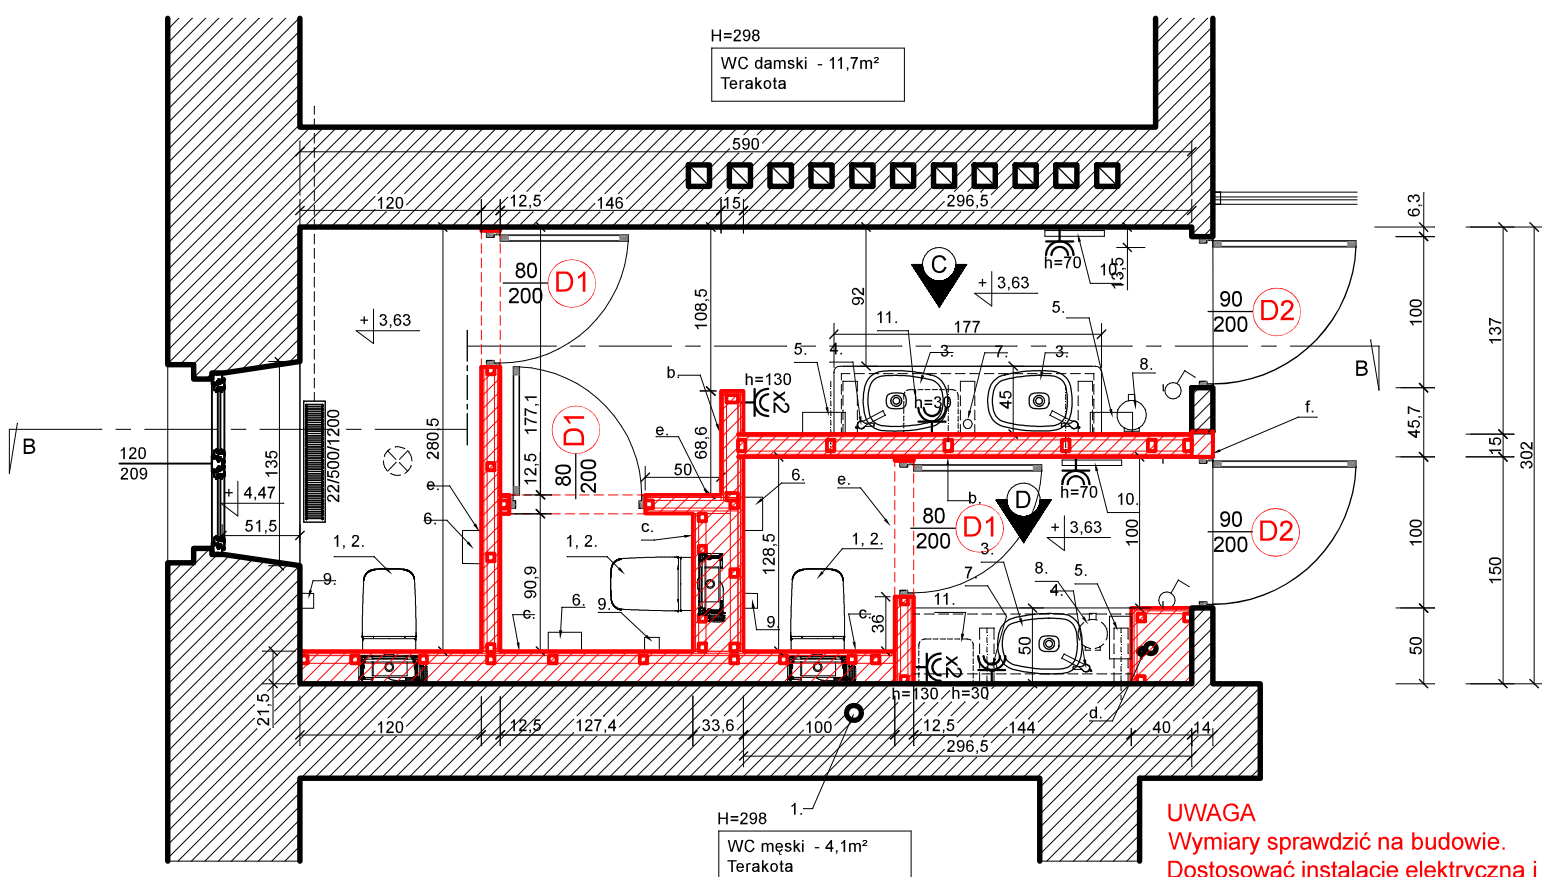 H=298
WC damski - 11,7m²
Terakota
590
120
12,5
146
15
296,5
6,3
80
200
D1
+ 3,63
108,5
92
C
h=70
10.
13,5
+ 3,63
90
200
D2
100
137
11.
177
5.
5.
4.
3.
7.
3.
8.
B
b.
h=130
x2
h=30
45
f.
45,7
15
302
B
120
209
135
+ 4,47
51,5
22/500/1200
280,5
177,1
12,5
D1
80
200
e.
68,6
50
e.
6.
6.
e.
b.
h=70
10.
80
200
D1
D
+ 3,63
100
90
200
D2
100
150
1, 2.
1, 2.
c.
128,5
1, 2.
3.
7.
8.
5.
4.
9.
90,9
c.
6.
9.
9.
c.
36
11.
50
50
x2
h=130
h=30
d.
21,5
120
12,5
127,4
33,6
100
12,5
144
40
14
296,5
1.
H=298
WC męski - 4,1m²
Terakota
UWAGA
Wymiary sprawdzić na budowie.
Dostosować instalacje elektryczną i